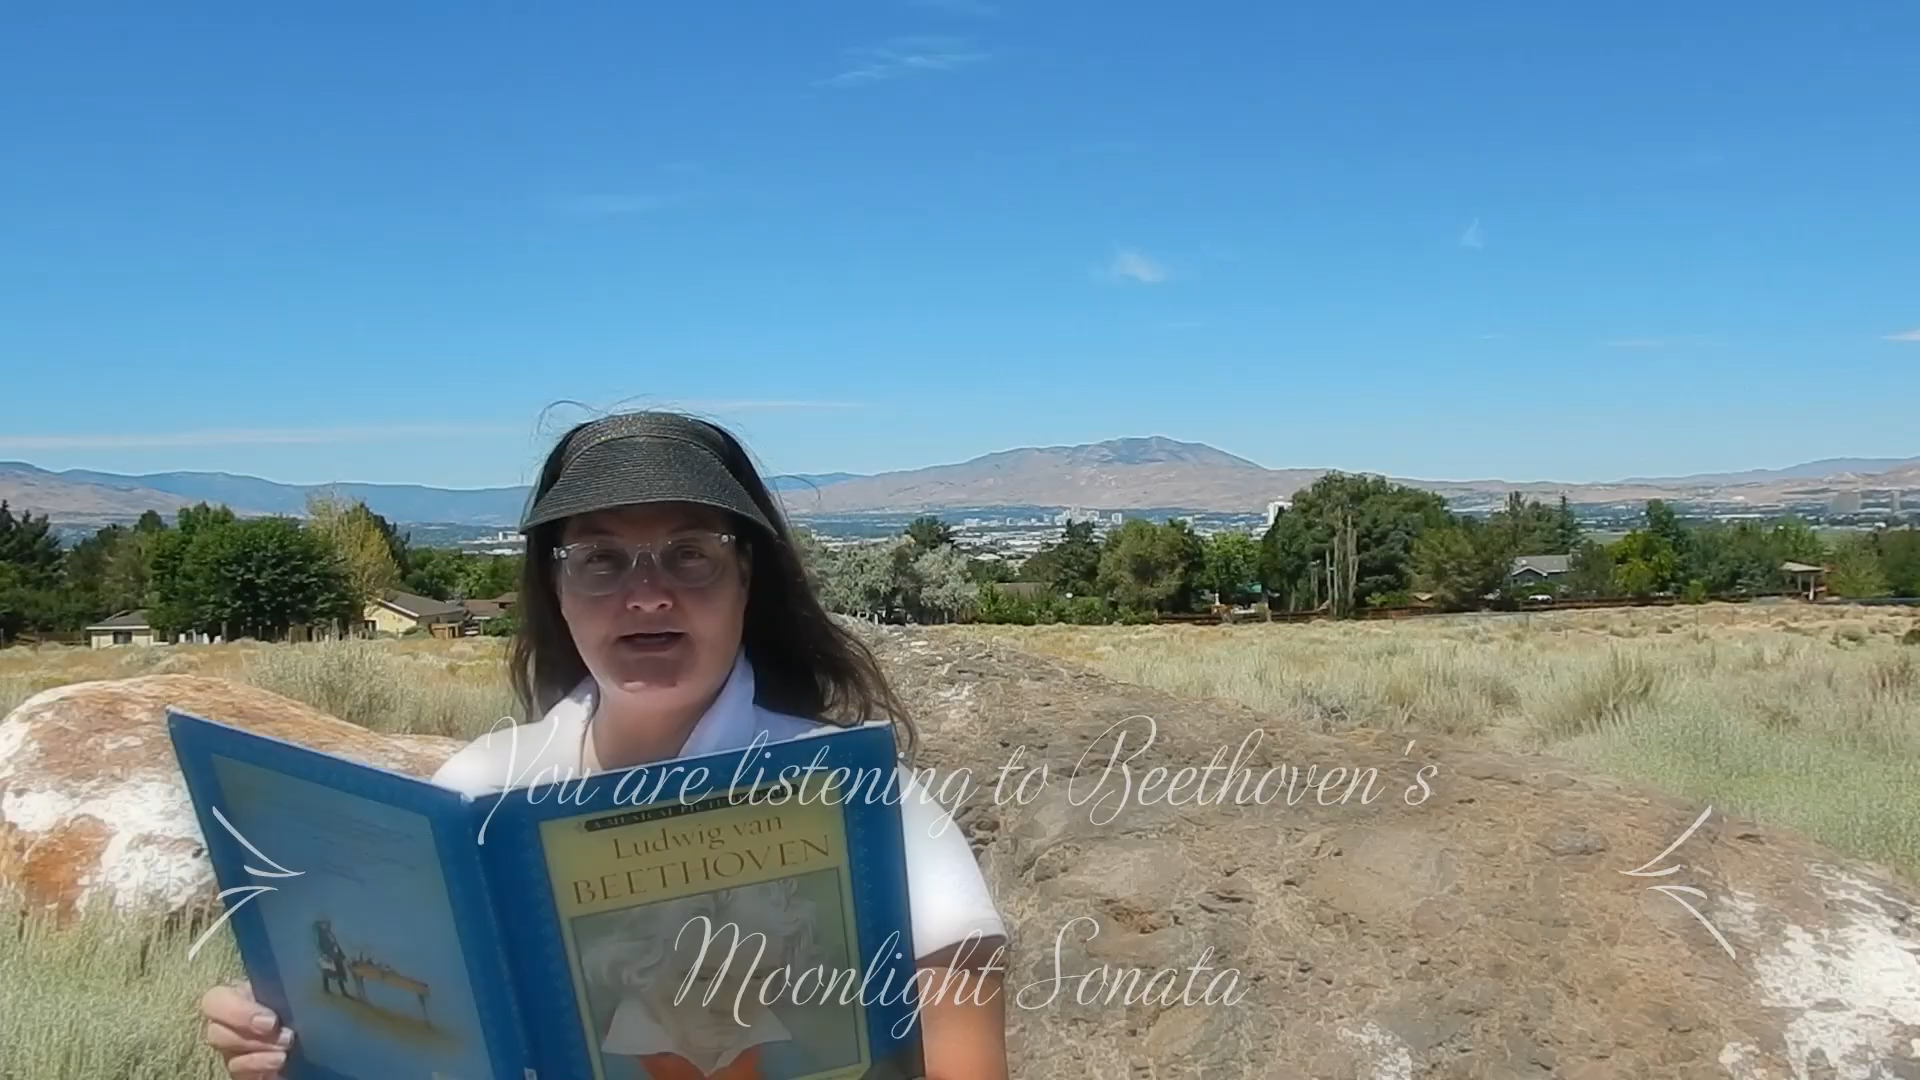 You are listening to Beethoven's
Moonlight Sonata
Ludwig van
BEETHOVEN